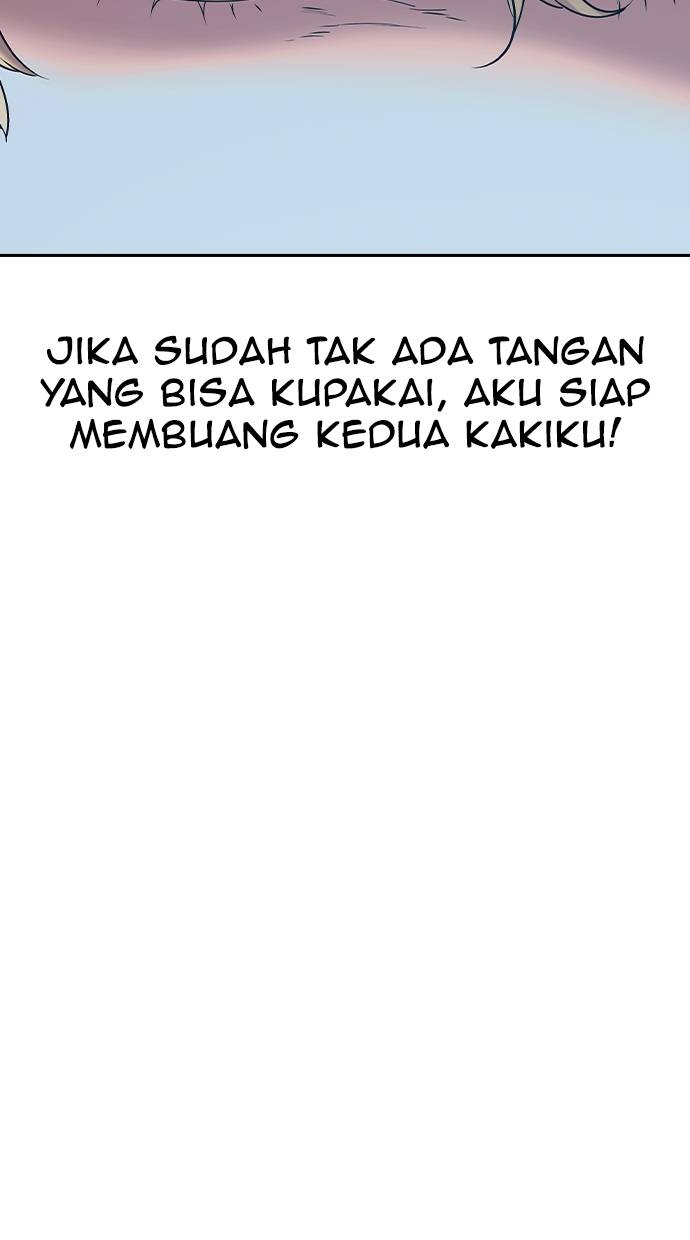 JIKA SUDAH TAK ADA TANGAN
YANG BISA KUPAKAI, AKU SIAP
MEMBUANG KEDUA KAKIKU!